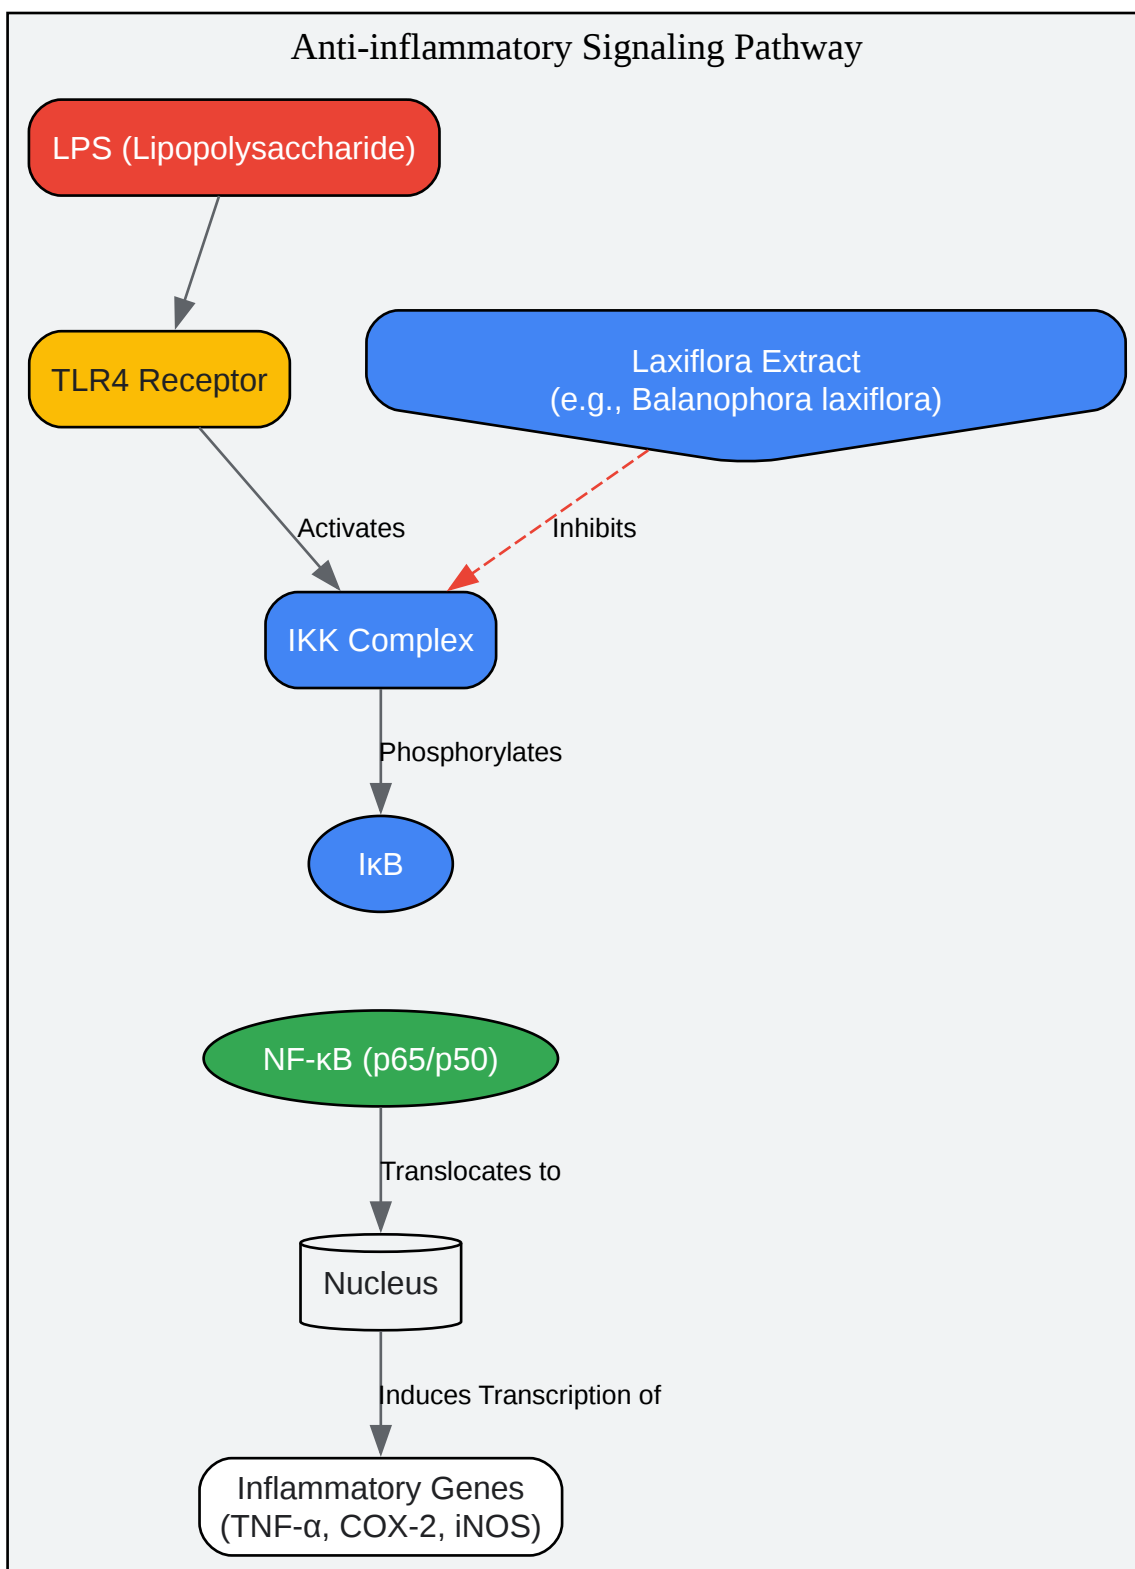 Anti-inflammatory Signaling Pathway
LPS (Lipopolysaccharide)
TLR4 Receptor
Laxiflora Extract
(e.g., Balanophora laxiflora)
Activates
Inhibits
IKK Complex
Phosphorylates
IκB
NF-κB (p65/p50)
Translocates to
Nucleus
Induces Transcription of
Inflammatory Genes
(TNF-α, COX-2, iNOS)